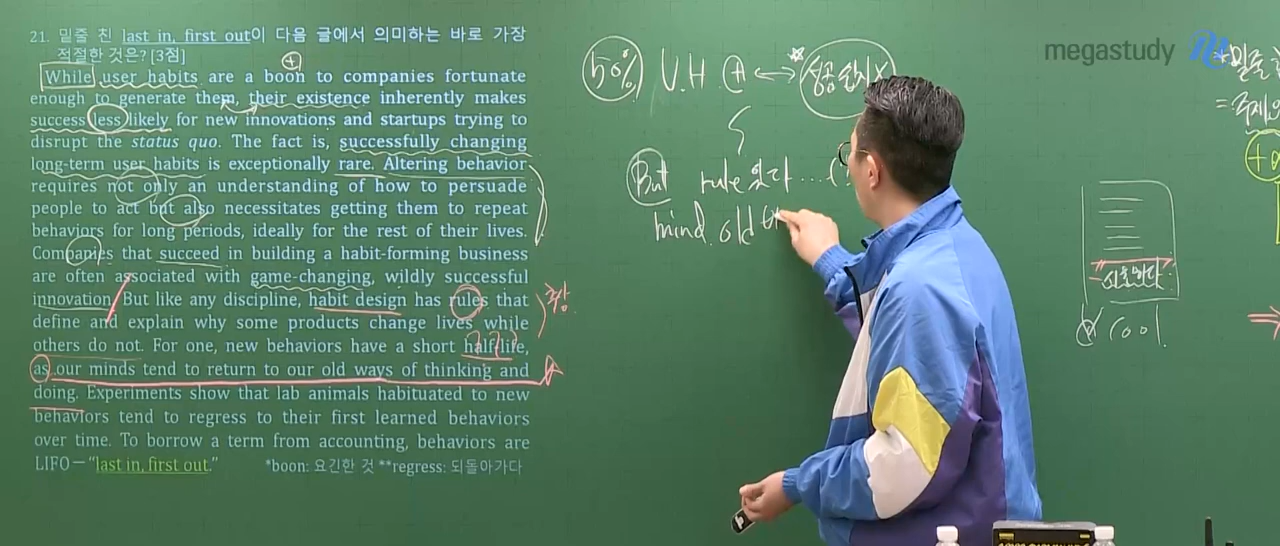 21. 밑줄 친 last in, first out이 다음 글에서 의미하는 바로 가장
적절한 것은? [3점]
While user habits are a boon to companies fortunate
enough to generate them, their existence inherently makes
success less likely for new innovations and startups trying to
disrupt the status quo. The fact is, successfully changing
long-term user habits is exceptionally rare. Altering behavior
requires not only an understanding of how to persuade
people to act but also necessitates getting them to repeat
behaviors for long periods, ideally for the rest of their lives.
Companies that succeed in building a habit-forming business
are often associated with game-changing, wildly successful
innovation. But like any discipline, habit design has rules that
define and explain why some products change lives while
others do not. For one, new behaviors have a short half-life,
as our minds tend to return to our old ways of thinking and
doing. Experiments show that lab animals habituated to new
behaviors tend to regress to their first learned behaviors
over time. To borrow a term from accounting, behaviors are
LIFO—“last in, first out.”
*boon: 요긴한 것 **regress: 되돌아가다
50% U.H. +
But rule 있다 ...
mind. old
megastudy